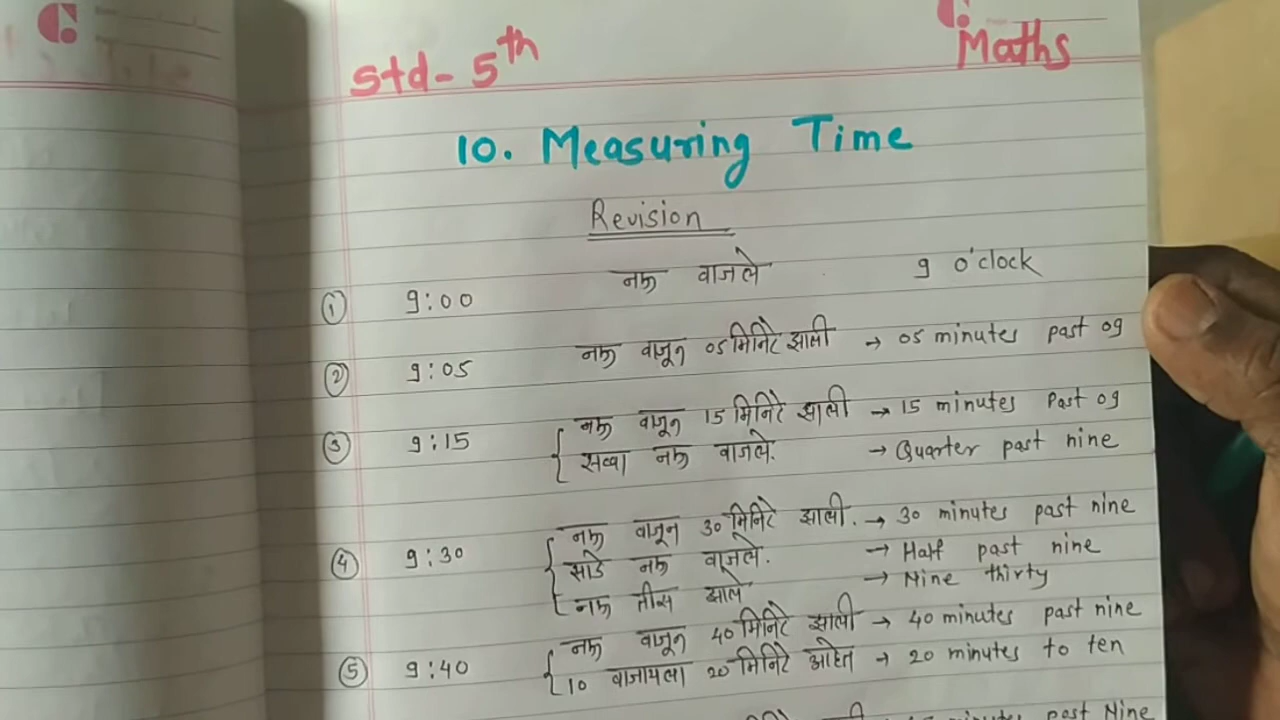 Std- 5th
Maths
10. Measuring Time
Revision
① 9:00 नऊ वाजले 9 o'clock
② 9:05 नऊ वाजून 05 मिनिटे झाली → 05 minutes past 09
③ 9:15 { नऊ वाजून 15 मिनिटे झाली → 15 minutes past 09
सव्वा नऊ वाजले. → Quarter past nine
④ 9:30 { नऊ वाजून 30 मिनिटे झाली. → 30 minutes past nine
साडे नऊ वाजले. → Half past nine
नऊ तीस झाले → Nine thirty
⑤ 9:40 { नऊ वाजून 40 मिनिटे झाली → 40 minutes past nine
10 वाजायला 20 मिनिटे आहेत → 20 minutes to ten
past Nine